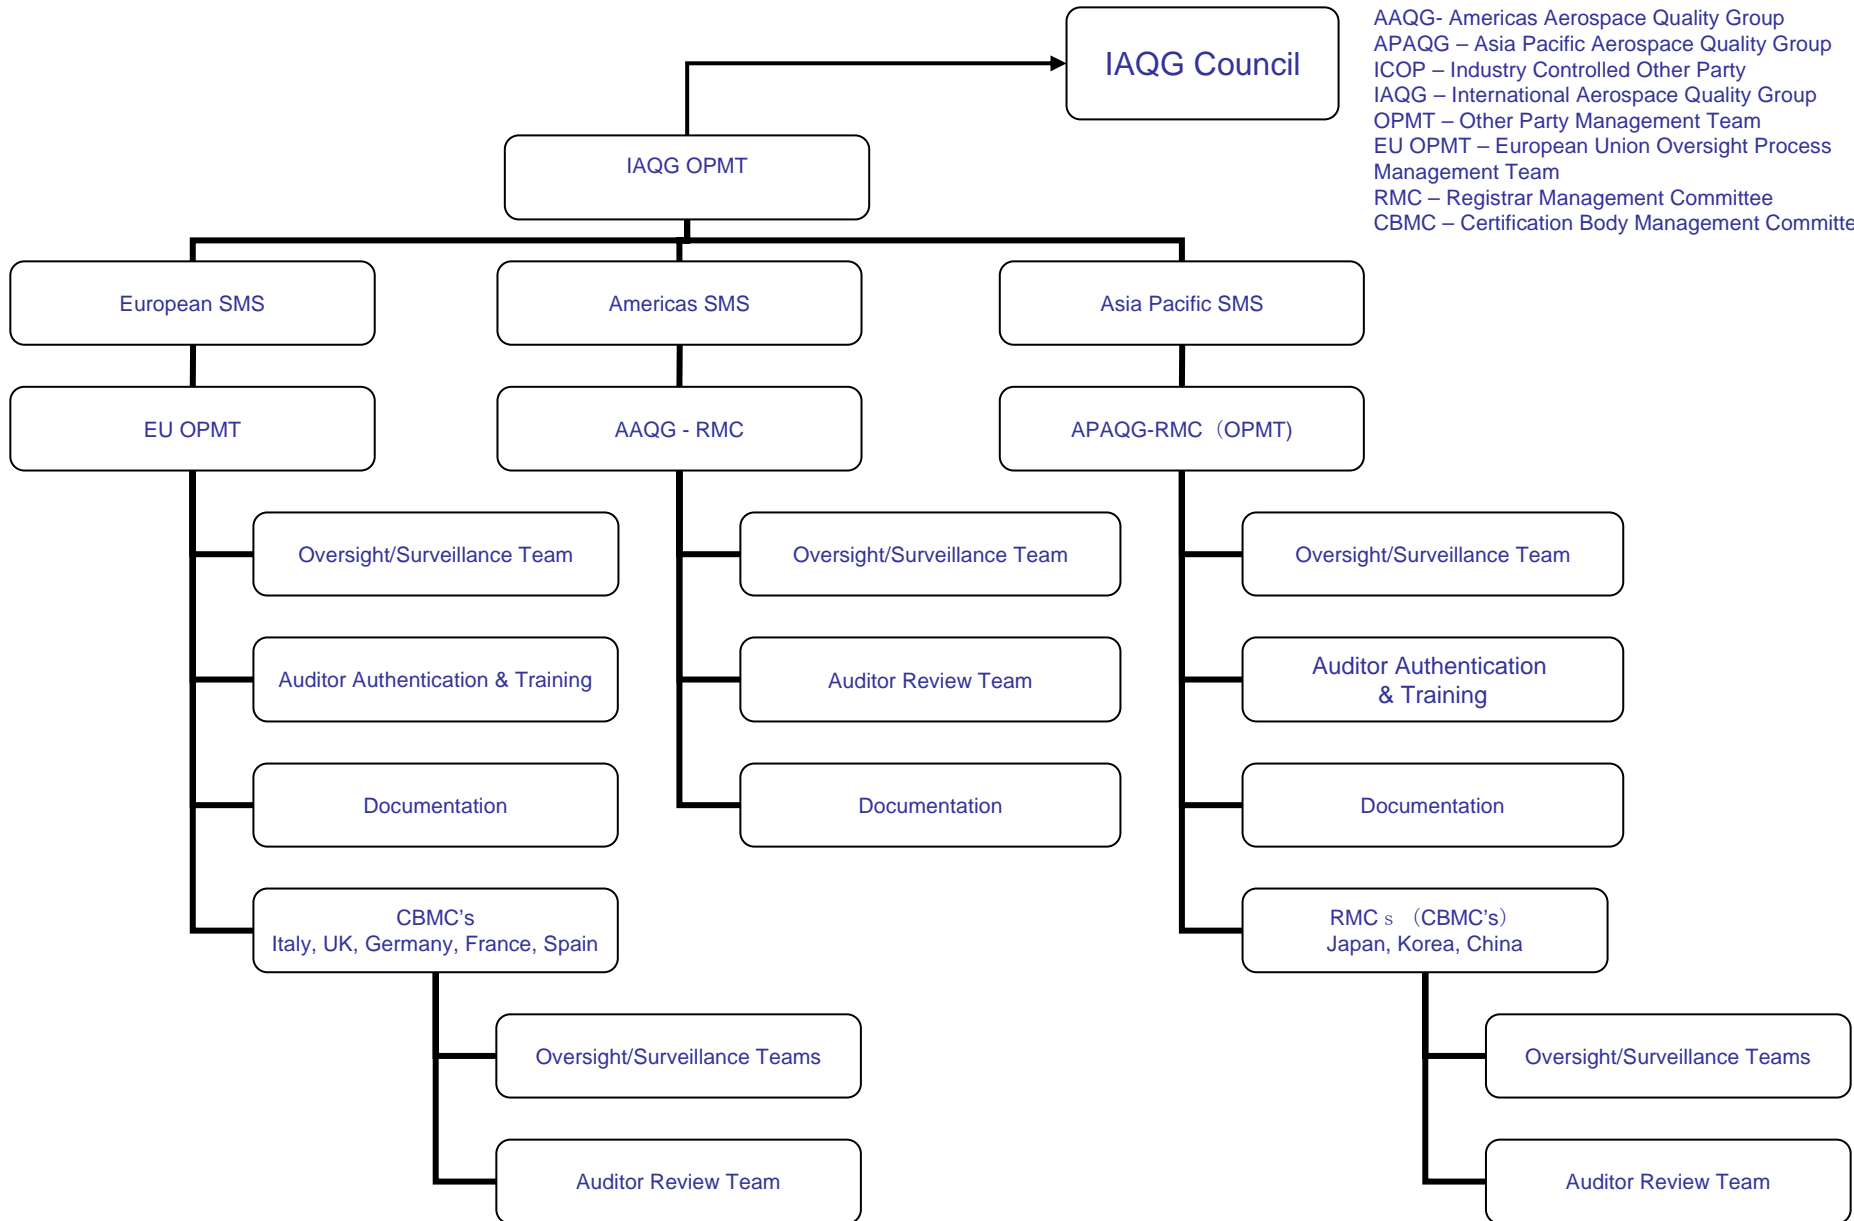 IAQG Council
AAQG- Americas Aerospace Quality Group
APAQG – Asia Pacific Aerospace Quality Group
ICOP – Industry Controlled Other Party
IAQG – International Aerospace Quality Group
OPMT – Other Party Management Team
EU OPMT – European Union Oversight Process
Management Team
RMC – Registrar Management Committee
CBMC – Certification Body Management Committe
IAQG OPMT
European SMS
Americas SMS
Asia Pacific SMS
EU OPMT
AAQG - RMC
APAQG-RMC（OPMT)
Oversight/Surveillance Team
Oversight/Surveillance Team
Oversight/Surveillance Team
Auditor Authentication & Training
Auditor Review Team
Auditor Authentication
& Training
Documentation
Documentation
Documentation
CBMC's
Italy, UK, Germany, France, Spain
RMCｓ（CBMC's）
Japan, Korea, China
Oversight/Surveillance Teams
Oversight/Surveillance Teams
Auditor Review Team
Auditor Review Team